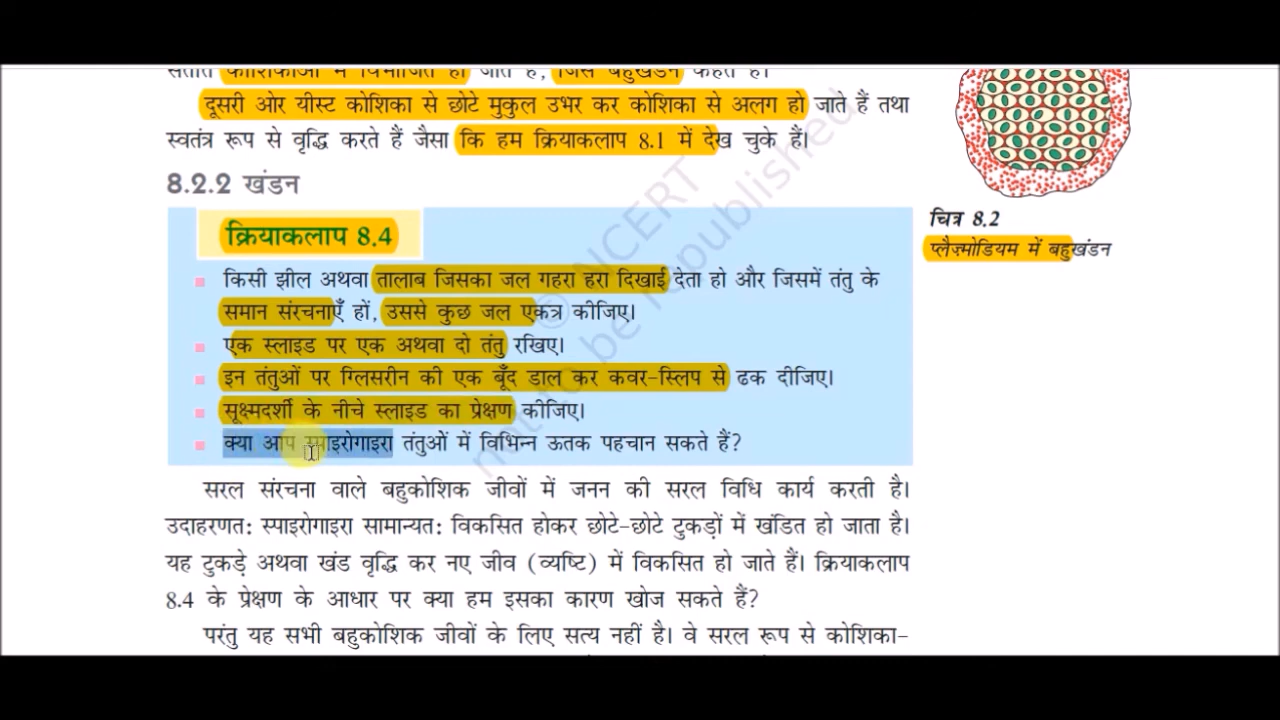 दूसरी ओर यीस्ट कोशिका से छोटे मुकुल उभर कर कोशिका से अलग हो जाते हैं तथा
स्वतंत्र रूप से वृद्धि करते हैं जैसा कि हम क्रियाकलाप 8.1 में देख चुके हैं।
8.2.2 खंडन
क्रियाकलाप 8.4
किसी झील अथवा तालाब जिसका जल गहरा हरा दिखाई देता हो और जिसमें तंतु के
समान संरचनाएँ हों, उससे कुछ जल एकत्र कीजिए।
एक स्लाइड पर एक अथवा दो तंतु रखिए।
इन तंतुओं पर ग्लिसरीन की एक बूँद डाल कर कवर-स्लिप से ढक दीजिए।
सूक्ष्मदर्शी के नीचे स्लाइड का प्रेक्षण कीजिए।
क्या आप स्पाइरोगाइरा तंतुओं में विभिन्न ऊतक पहचान सकते हैं?
सरल संरचना वाले बहुकोशिक जीवों में जनन की सरल विधि कार्य करती है।
उदाहरणत: स्पाइरोगाइरा सामान्यत: विकसित होकर छोटे-छोटे टुकड़ों में खंडित हो जाता है।
यह टुकड़े अथवा खंड वृद्धि कर नए जीव (व्यष्टि) में विकसित हो जाते हैं। क्रियाकलाप
8.4 के प्रेक्षण के आधार पर क्या हम इसका कारण खोज सकते हैं?
परंतु यह सभी बहुकोशिक जीवों के लिए सत्य नहीं है। वे सरल रूप से कोशिका-
चित्र 8.2
प्लैज़्मोडियम में बहुखंडन
© NCERT
not to be republished